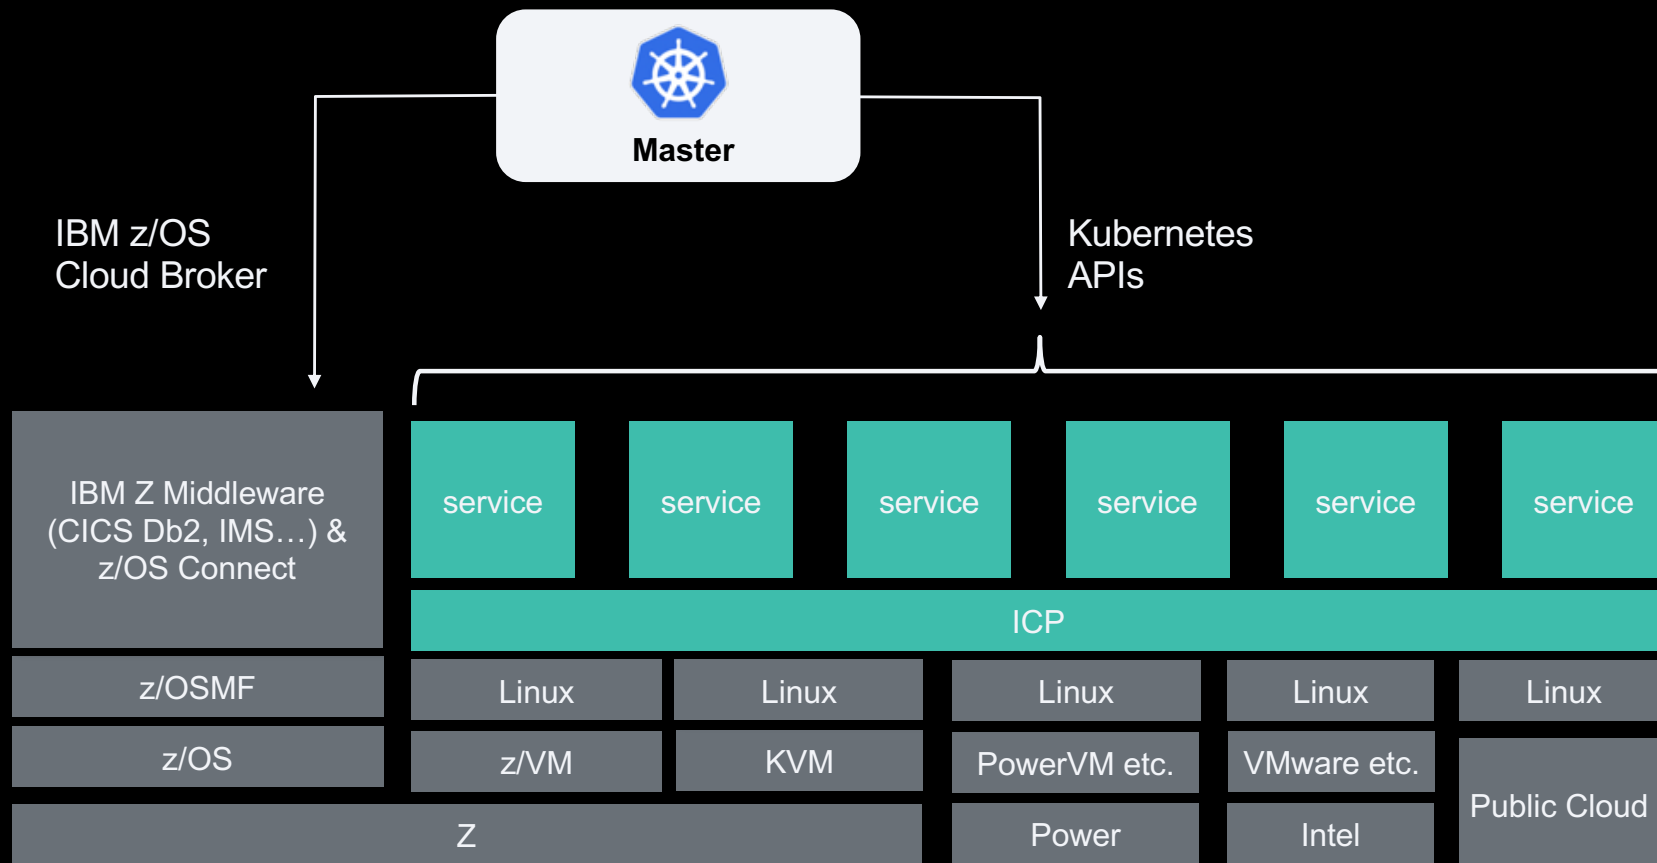 Master
IBM z/OS
Cloud Broker
Kubernetes
APIs
IBM Z Middleware
(CICS Db2, IMS…) &
z/OS Connect
service
service
service
service
service
service
ICP
z/OSMF
Linux
Linux
Linux
Linux
Linux
z/OS
z/VM
KVM
PowerVM etc.
VMware etc.
Public Cloud
Z
Power
Intel